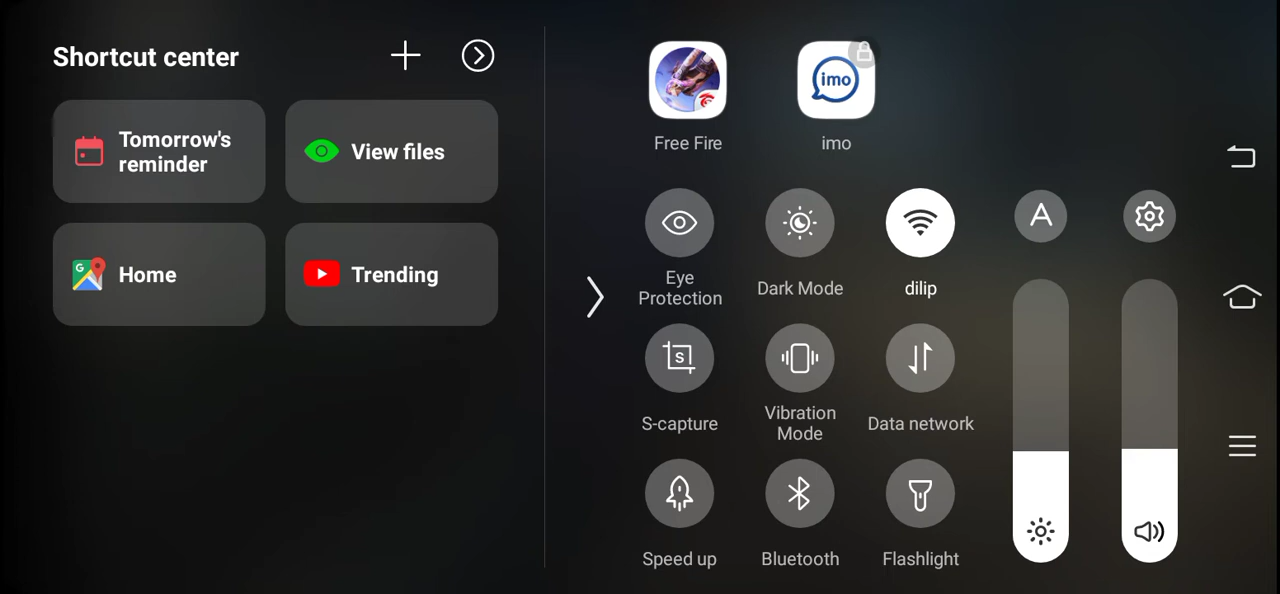 Shortcut center
Tomorrow's
reminder
View files
G
Home
Trending
imo
Free Fire
imo
Eye
Protection
Dark Mode
dilip
A
S
S-capture
Vibration
Mode
Data network
Speed up
Bluetooth
Flashlight